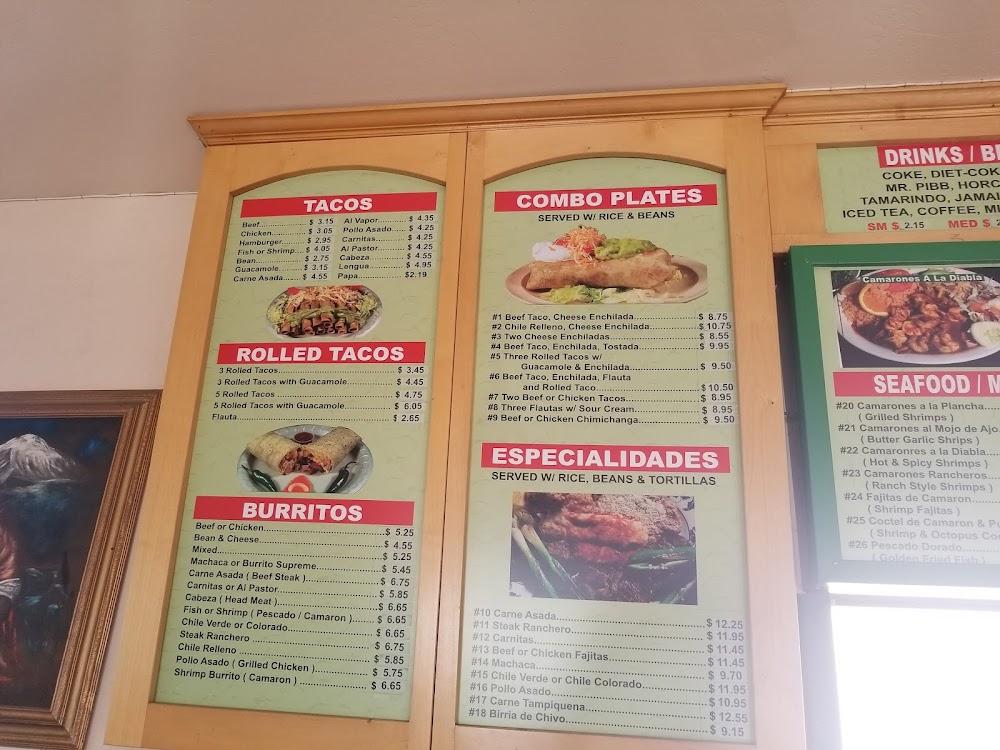 TACOS
Beef.......... $ 3.15
Chicken.......... $ 3.05
Hamburger........ $ 2.95
Fish or Shrimp.... $ 4.05
Bean.......... $ 2.75
Guacamole......... $ 3.15
Carne Asada....... $ 4.55
Al Vapor.......... $ 4.35
Pollo Asado..... $ 4.25
Carnitas.......... $ 4.25
Al Pastor.......... $ 4.25
Cabeza.......... $ 4.55
Lengua.......... $ 4.95
Papa.......... $2.19
ROLLED TACOS
3 Rolled Tacos.......... $ 3.45
3 Rolled Tacos with Guacamole.......... $ 4.45
5 Rolled Tacos .......... $ 4.75
5 Rolled Tacos with Guacamole.......... $ 6.05
Flauta.......... $ 2.65
BURRITOS
Beef or Chicken.......... $ 5.25
Bean & Cheese.......... $ 4.55
Mixed.......... $ 5.25
Machaca or Burrito Supreme.......... $ 5.45
Carne Asada ( Beef Steak ).......... $ 6.75
Carnitas or Al Pastor.......... $ 5.85
Cabeza ( Head Meat ).......... $ 6.65
Fish or Shrimp ( Pescado / Camaron ).......... $ 6.65
Chile Verde or Colorado.......... $ 6.65
Steak Ranchero .......... $ 6.75
Chile Relleno .......... $ 5.85
Pollo Asado ( Grilled Chicken ).......... $ 5.75
Shrimp Burrito ( Camaron ) .......... $ 6.65
COMBO PLATES
SERVED W/ RICE & BEANS
#1 Beef Taco, Cheese Enchilada.......... $ 8.75
#2 Chile Relleno, Cheese Enchilada.......... $ 10.75
#3 Two Cheese Enchiladas.......... $ 8.55
#4 Beef Taco, Enchilada, Tostada.......... $ 9.95
#5 Three Rolled Tacos w/
Guacamole & Enchilada.......... $ 9.50
#6 Beef Taco, Enchilada, Flauta
and Rolled Taco.......... $ 10.50
#7 Two Beef or Chicken Tacos.......... $ 8.95
#8 Three Flautas w/ Sour Cream.......... $ 8.95
#9 Beef or Chicken Chimichanga.......... $ 9.50
ESPECIALIDADES
SERVED W/ RICE, BEANS & TORTILLAS
#10 Carne Asada.......... $ 12.25
#11 Steak Ranchero.......... $ 11.95
#12 Carnitas.......... $ 11.45
#13 Beef or Chicken Fajitas.......... $ 11.45
#14 Machaca.......... $ 9.70
#15 Chile Verde or Chile Colorado.......... $ 11.95
#16 Pollo Asado.......... $ 10.95
#17 Carne Tampiquena.......... $ 12.55
#18 Birria de Chivo.......... $ 9.15
DRINKS /
COKE, DIET-COK
MR. PIBB, HORC
TAMARINDO, JAMAI
ICED TEA, COFFEE,
SM $ 2.15 MED $
Camarones A La Diabla
SEAFOOD / M
#20 Camarones a la Plancha....
( Grilled Shrimps )
#21 Camarones al Mojo de Ajo..
( Butter Garlic Shrips )
#22 Camaronres a la Diabla....
( Hot & Spicy Shrimps )
#23 Camarones Rancheros....
( Ranch Style Shrimps )
#24 Fajitas de Camaron....
( Shrimp Fajitas )
#25 Coctel de Camaron &
( Shrimp & Octopus
#26 Pescado Dorado....
( Golden Fried Fish )